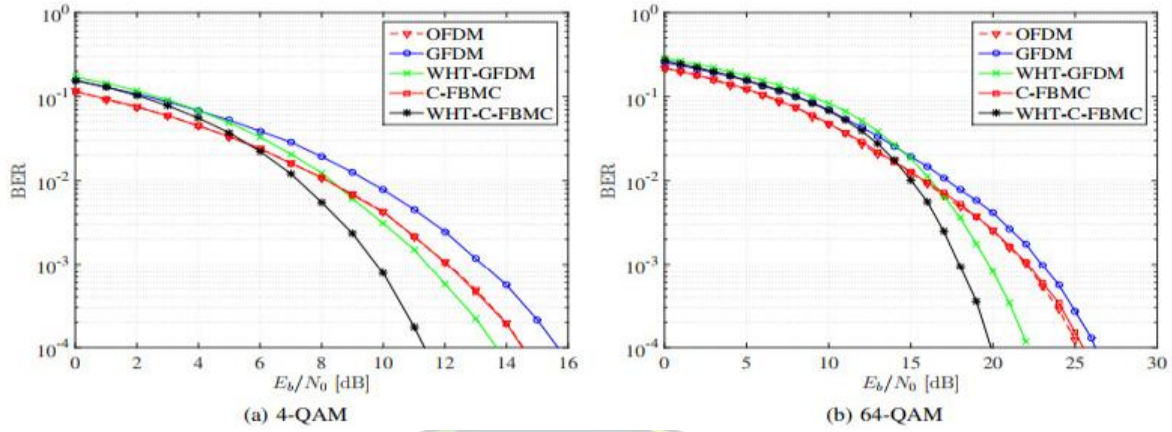 10^0
10^-1
10^-2
10^-3
10^-4
BER
OFDM
GFDM
WHT-GFDM
C-FBMC
WHT-C-FBMC
0 2 4 6 8 10 12 14 16
E_b/N_0 [dB]
(a) 4-QAM
10^0
10^-1
10^-2
10^-3
10^-4
BER
OFDM
GFDM
WHT-GFDM
C-FBMC
WHT-C-FBMC
0 5 10 15 20 25 30
E_b/N_0 [dB]
(b) 64-QAM